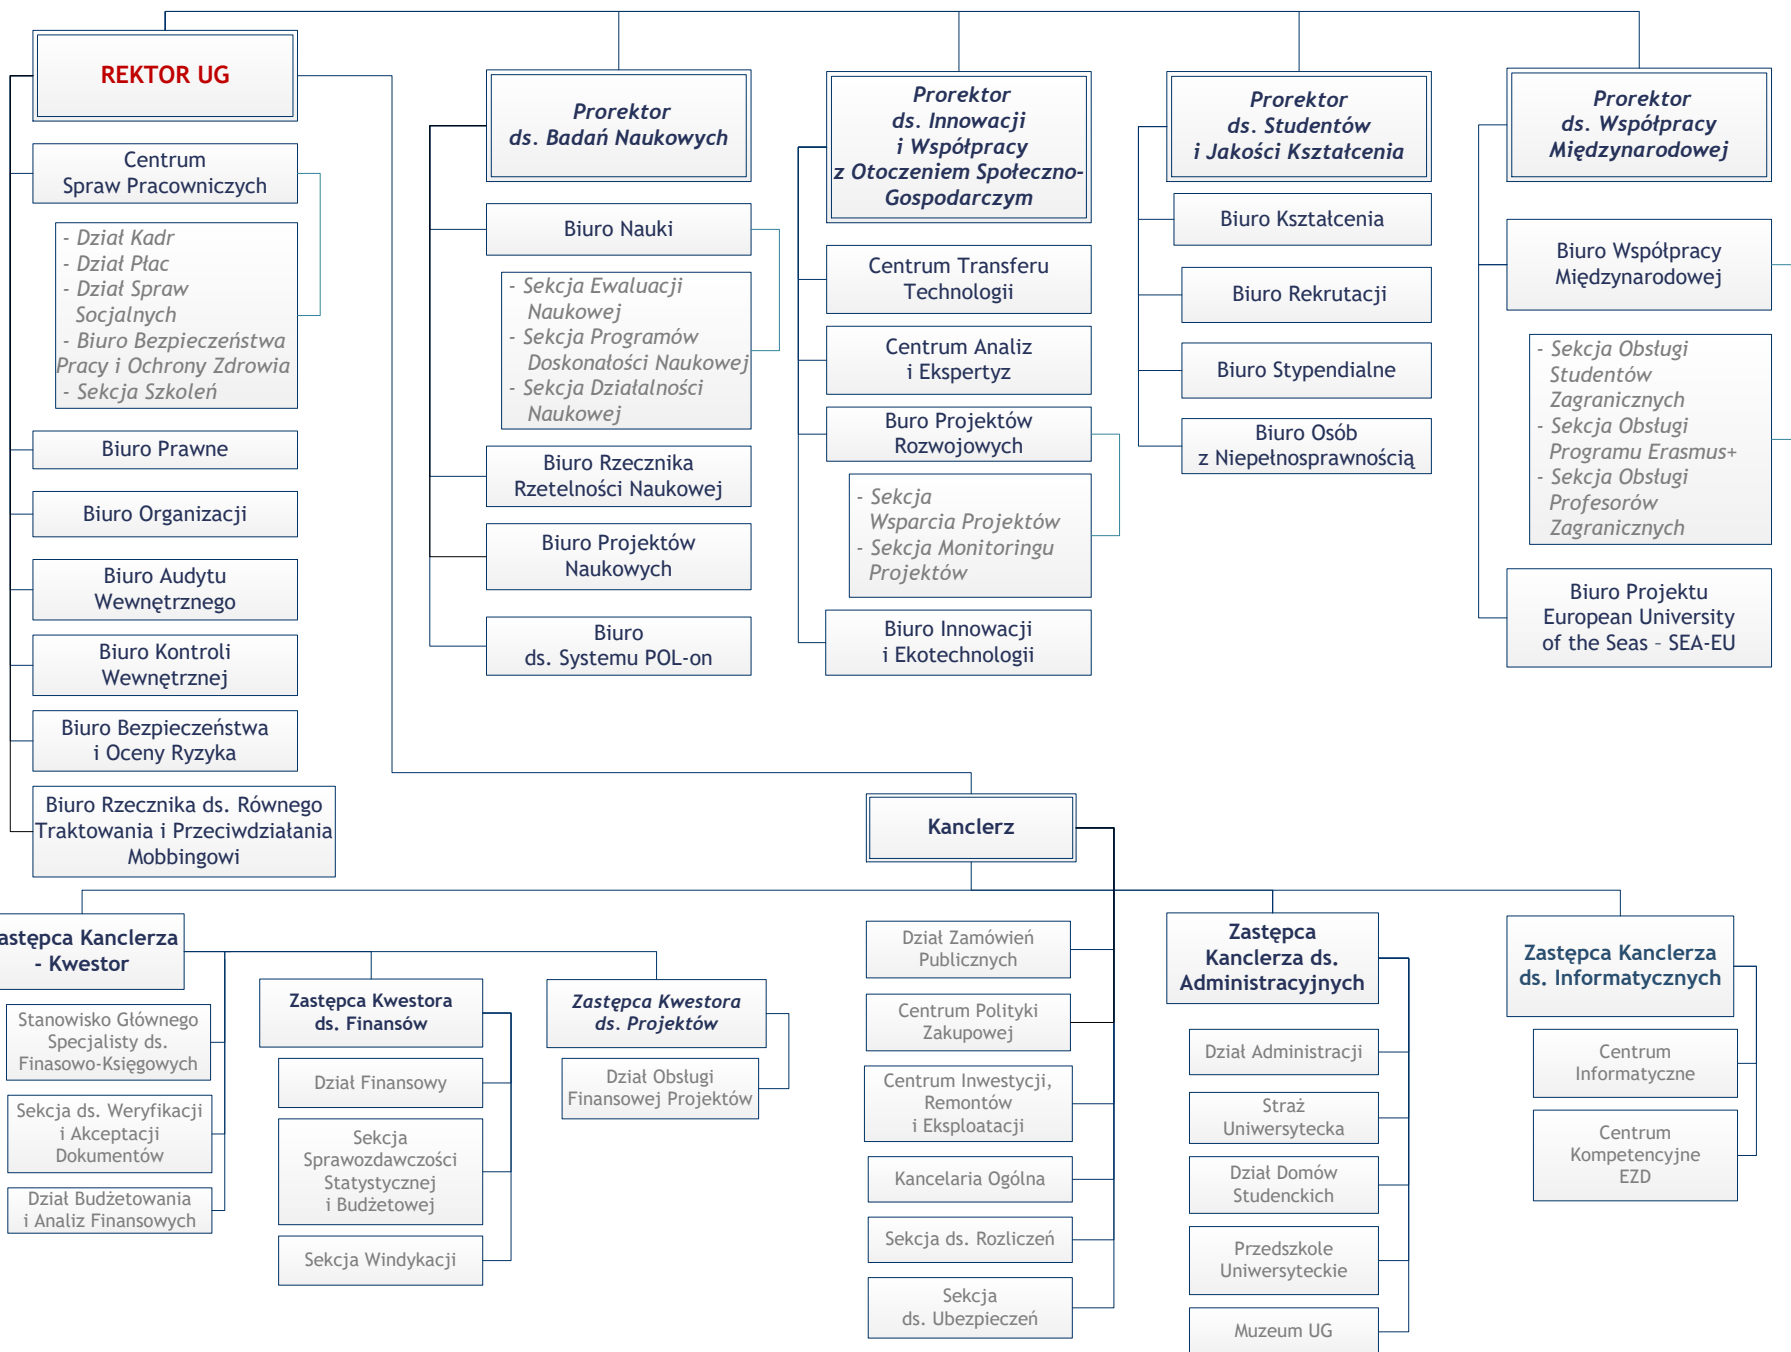 REKTOR UG
Centrum
Spraw Pracowniczych
- Dział Kadr
- Dział Płac
- Dział Spraw
Socjalnych
- Biuro Bezpieczeństwa
Pracy i Ochrony Zdrowia
- Sekcja Szkoleń
Biuro Prawne
Biuro Organizacji
Biuro Audytu
Wewnętrznego
Biuro Kontroli
Wewnętrznej
Biuro Bezpieczeństwa
i Oceny Ryzyka
Biuro Rzecznika ds. Równego
Traktowania i Przeciwdziałania
Mobbingowi
Prorektor
ds. Badań Naukowych
Biuro Nauki
- Sekcja Ewaluacji
Naukowej
- Sekcja Programów
Doskonałości Naukowej
- Sekcja Działalności
Naukowej
Biuro Rzecznika
Rzetelności Naukowej
Biuro Projektów
Naukowych
Biuro
ds. Systemu POL-on
Prorektor
ds. Innowacji
i Współpracy
z Otoczeniem Społeczno-
Gospodarczym
Centrum Transferu
Technologii
Centrum Analiz
i Ekspertyz
Buro Projektów
Rozwojowych
- Sekcja
Wsparcia Projektów
- Sekcja Monitoringu
Projektów
Biuro Innowacji
i Ekotechnologii
Prorektor
ds. Studentów
i Jakości Kształcenia
Biuro Kształcenia
Biuro Rekrutacji
Biuro Stypendialne
Biuro Osób
z Niepełnosprawnością
Prorektor
ds. Współpracy
Międzynarodowej
Biuro Współpracy
Międzynarodowej
- Sekcja Obsługi
Studentów
Zagranicznych
- Sekcja Obsługi
Programu Erasmus+
- Sekcja Obsługi
Profesorów
Zagranicznych
Biuro Projektu
European University
of the Seas – SEA-EU
Kanclerz
astępca Kanclerza
- Kwestor
Stanowisko Głównego
Specjalisty ds.
Finasowo-Księgowych
Sekcja ds. Weryfikacji
i Akceptacji
Dokumentów
Dział Budżetowania
i Analiz Finansowych
Zastępca Kwestora
ds. Finansów
Dział Finansowy
Sekcja
Sprawozdawczości
Statystycznej
i Budżetowej
Sekcja Windykacji
Zastępca Kwestora
ds. Projektów
Dział Obsługi
Finansowej Projektów
Dział Zamówień
Publicznych
Centrum Polityki
Zakupowej
Centrum Inwestycji,
Remontów
i Eksploatacji
Kancelaria Ogólna
Sekcja ds. Rozliczeń
Sekcja
ds. Ubezpieczeń
Zastępca
Kanclerza ds.
Administracyjnych
Dział Administracji
Straż
Uniwersytecka
Dział Domów
Studenckich
Przedszkole
Uniwersyteckie
Muzeum UG
Zastępca Kanclerza
ds. Informatycznych
Centrum
Informatyczne
Centrum
Kompetencyjne
EZD